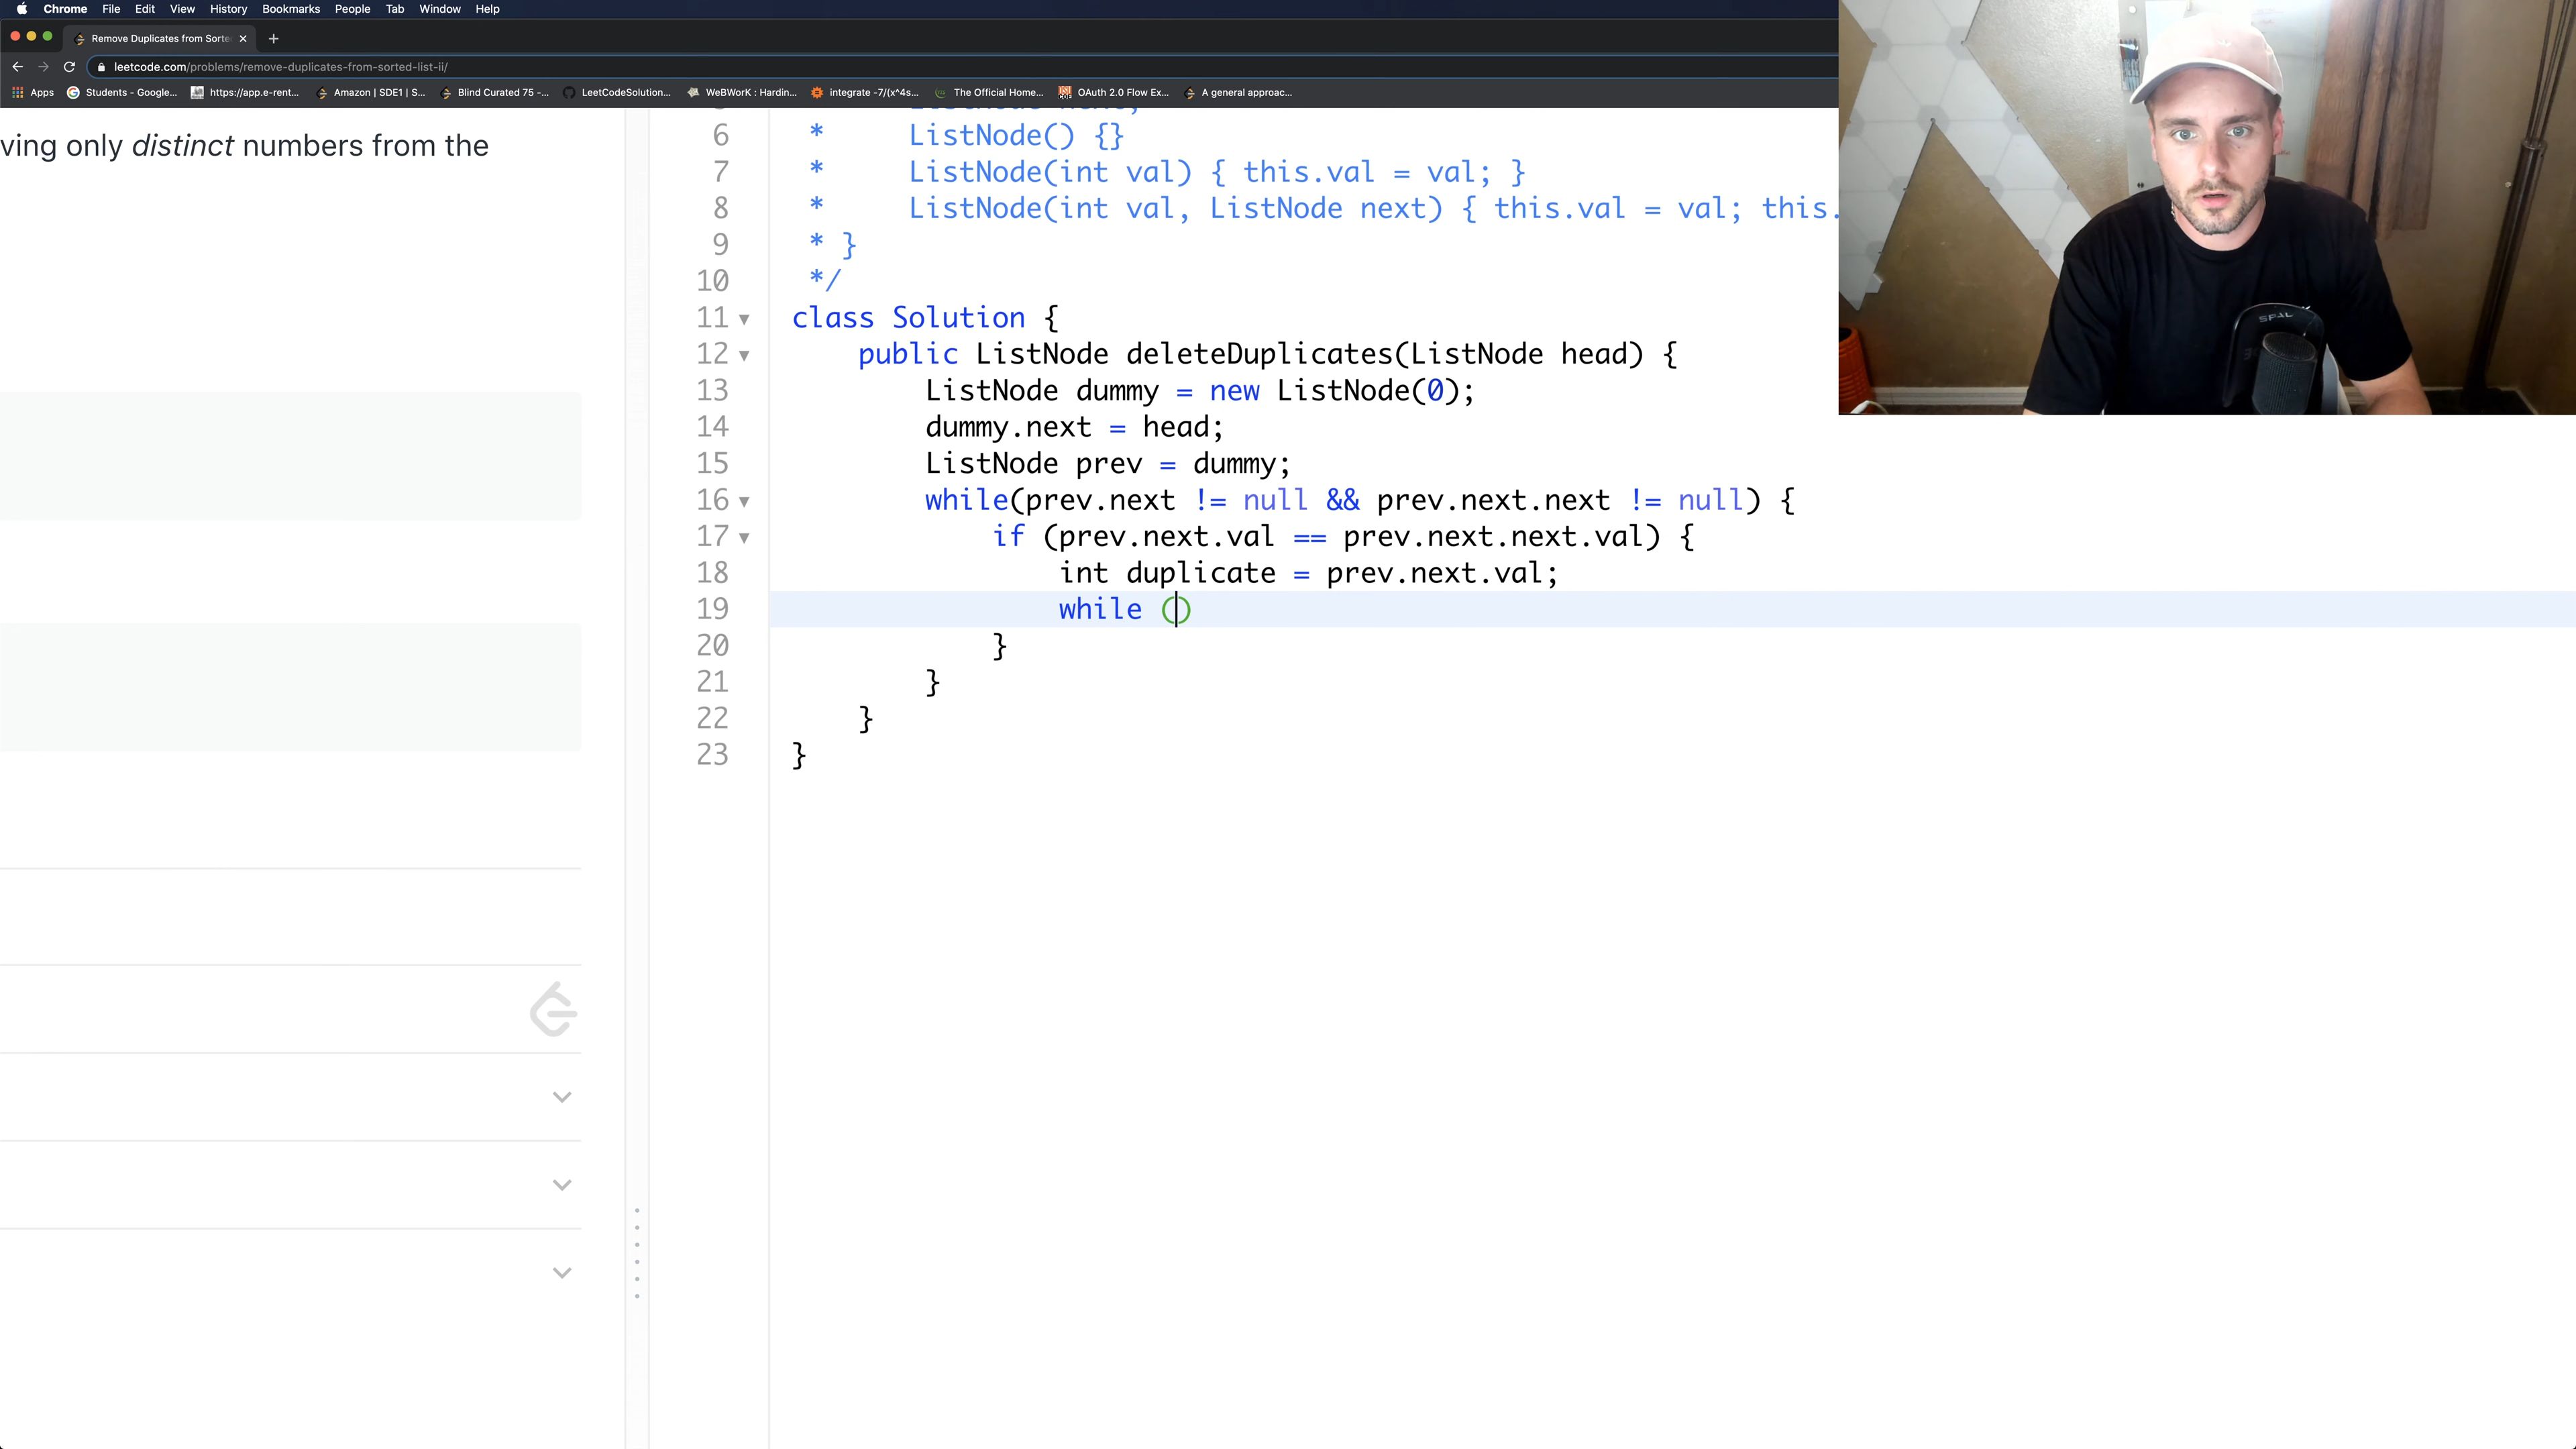 Chrome File Edit View History Bookmarks People Tab Window Help
Remove Duplicates from Sorte
leetcode.com/problems/remove-duplicates-from-sorted-list-ii/
Apps Students - Google... https://app.e-rent... Amazon | SDE1 | S... Blind Curated 75 -... LeetCodeSolution... WeBWorK : Hardin... integrate -7/(x^4s... The Official Home... OAuth 2.0 Flow Ex... A general approac...
ving only distinct numbers from the
6 * ListNode() {}
7 * ListNode(int val) { this.val = val; }
8 * ListNode(int val, ListNode next) { this.val = val; this.
9 * }
10 */
11 class Solution {
12 public ListNode deleteDuplicates(ListNode head) {
13 ListNode dummy = new ListNode(0);
14 dummy.next = head;
15 ListNode prev = dummy;
16 while(prev.next != null && prev.next.next != null) {
17 if (prev.next.val == prev.next.next.val) {
18 int duplicate = prev.next.val;
19 while ()
20 }
21 }
22 }
23 }